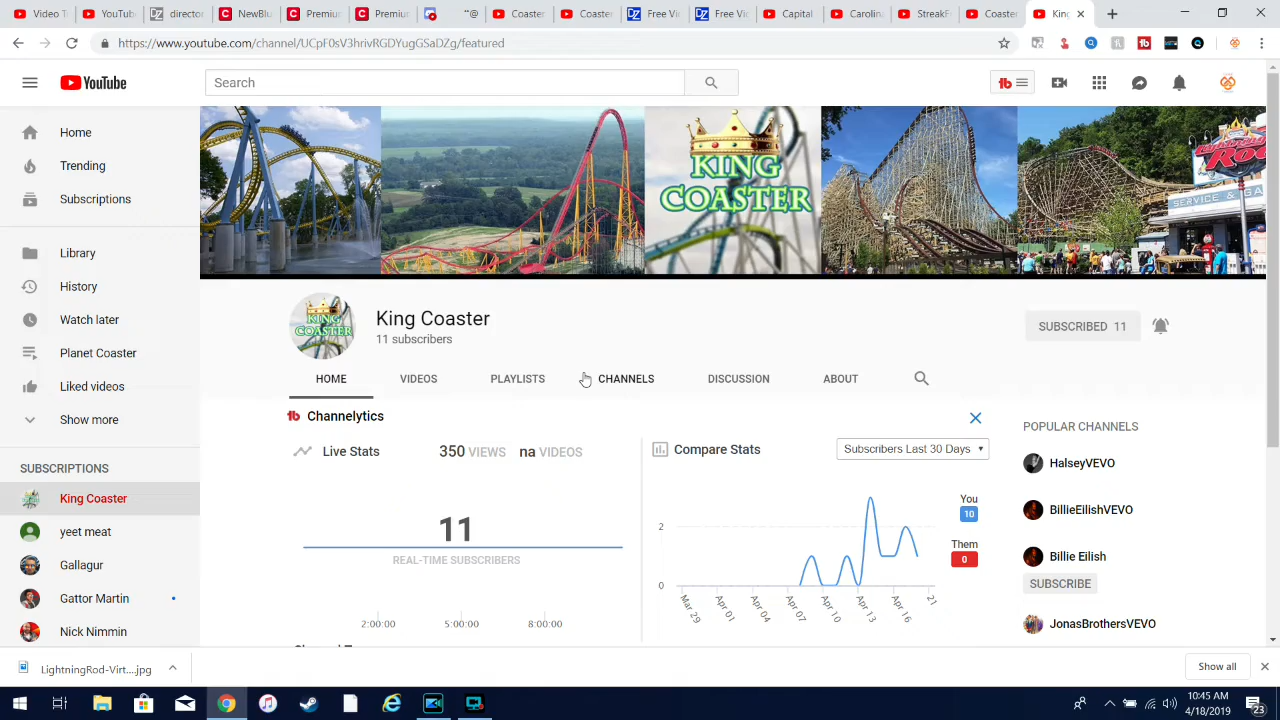 YouTu
Video
director
NewBl
Premiu
Premiu
"@
Coaste
Coaster
Free Vi
Free Vic
Capital
Carolin
StreakF
Coaster
King
https://www.youtube.com/channel/UCpF0sV3hrivRGDYugGSaDZg/featured
YouTube
Search
Home
Trending
Subscriptions
Library
History
Watch later
Planet Coaster
Liked videos
Show more
SUBSCRIPTIONS
King Coaster
yeet meat
Gallagur
Gattor Martin
Nick Nimmin
KING
COASTER
SERVICE & GA
KING
COASTER
King Coaster
11 subscribers
SUBSCRIBED 11
HOME
VIDEOS
PLAYLISTS
CHANNELS
DISCUSSION
ABOUT
Channelytics
Live Stats
350 VIEWS na VIDEOS
11
REAL-TIME SUBSCRIBERS
2:00:00
5:00:00
8:00:00
Compare Stats
Subscribers Last 30 Days
2
0
Mar 29
Apr 01
Apr 04
Apr 07
Apr 10
Apr 13
Apr 16
21
You
10
Them
0
POPULAR CHANNELS
HalseyVEVO
BillieEilishVEVO
Billie Eilish
SUBSCRIBE
JonasBrothersVEVO
LightningRod-Virt....jpg
Show all
10:45 AM
4/18/2019
23